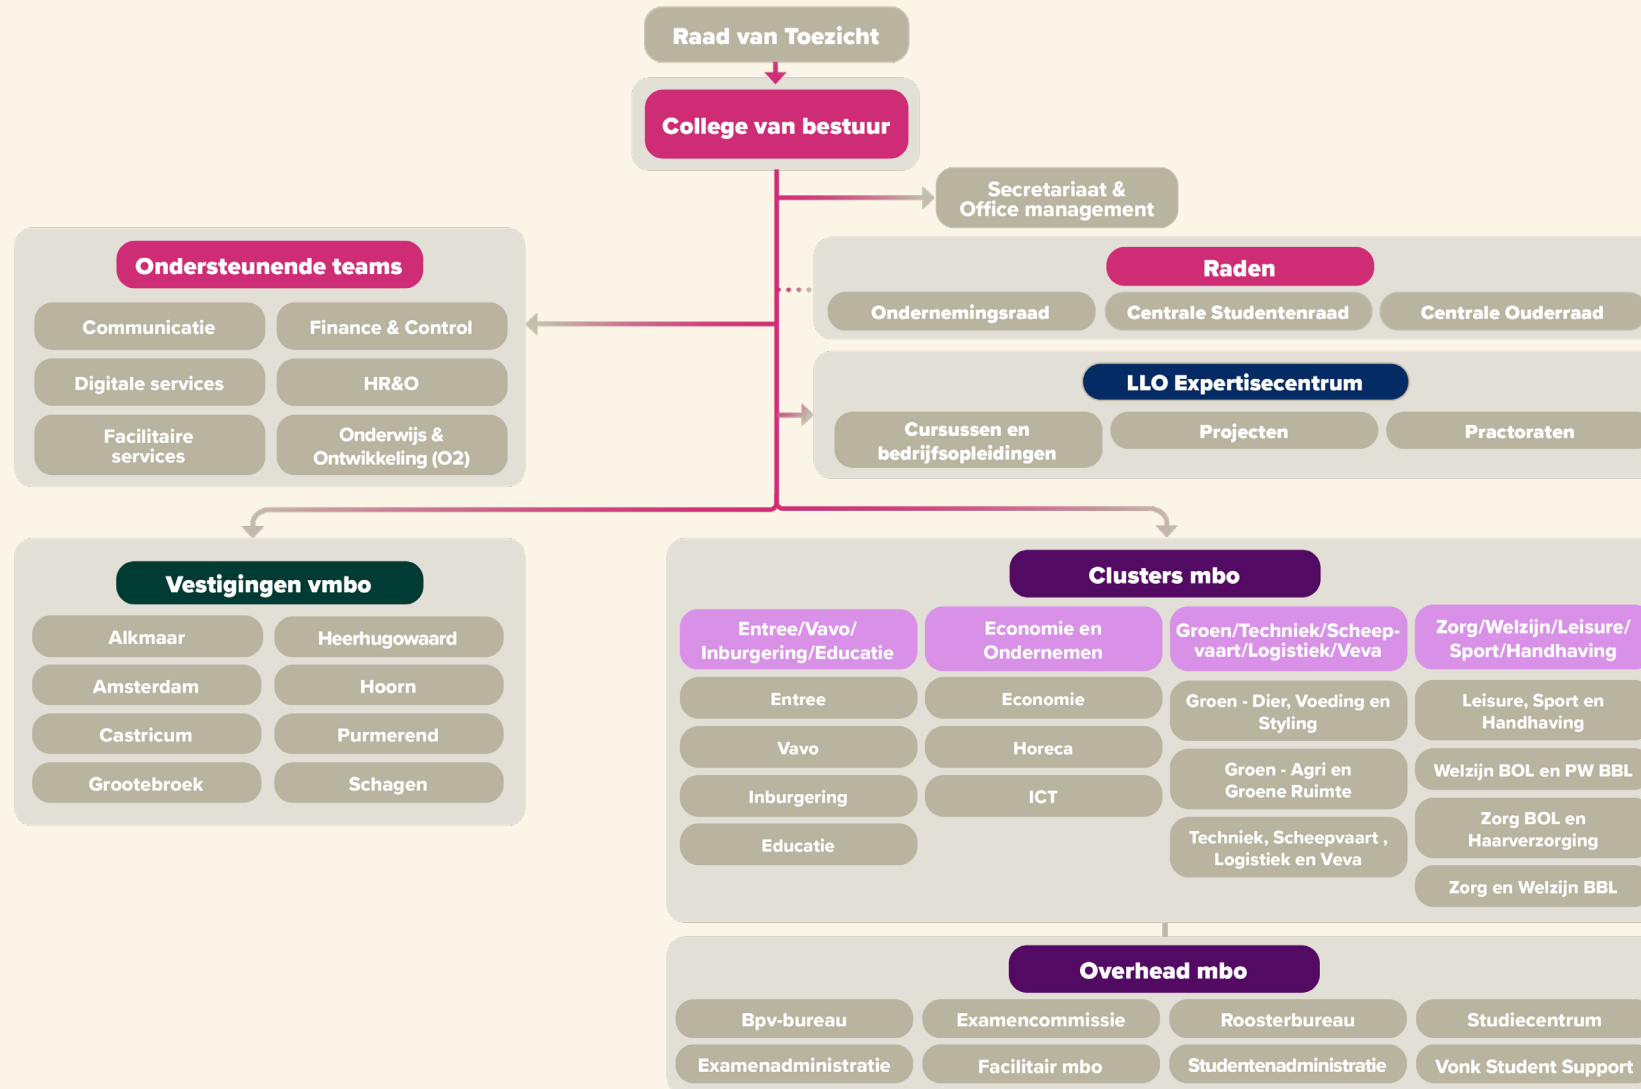 Raad van Toezicht
College van bestuur
Secretariaat &
Office management
Ondersteunende teams
Communicatie
Finance & Control
Digitale services
HR&O
Facilitaire
services
Onderwijs &
Ontwikkeling (O2)
Raden
Ondernemingsraad
Centrale Studentenraad
Centrale Ouderraad
LLO Expertisecentrum
Cursussen en
bedrijfsopleidingen
Projecten
Practoraten
Vestigingen vmbo
Alkmaar
Heerhugowaard
Amsterdam
Hoorn
Castricum
Purmerend
Grootebroek
Schagen
Clusters mbo
Entree/Vavo/
Inburgering/Educatie
Entree
Vavo
Inburgering
Educatie
Economie en
Ondernemen
Economie
Horeca
ICT
Groen/Techniek/Scheep-
vaart/Logistiek/Veva
Groen - Dier, Voeding en
Styling
Groen - Agri en
Groene Ruimte
Techniek, Scheepvaart ,
Logistiek en Veva
Zorg/Welzijn/Leisure/
Sport/Handhaving
Leisure, Sport en
Handhaving
Welzijn BOL en PW BBL
Zorg BOL en
Haarverzorging
Zorg en Welzijn BBL
Overhead mbo
Bpv-bureau
Examencommissie
Roosterbureau
Studiecentrum
Examenadministratie
Facilitair mbo
Studentenadministratie
Vonk Student Support